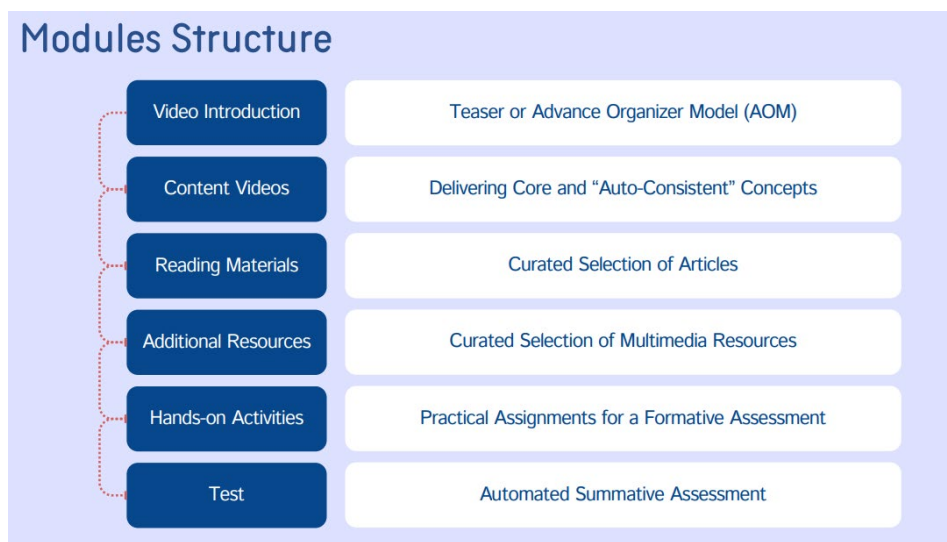 Modules Structure
Video Introduction
Teaser or Advance Organizer Model (AOM)
Content Videos
Delivering Core and “Auto-Consistent” Concepts
Reading Materials
Curated Selection of Articles
Additional Resources
Curated Selection of Multimedia Resources
Hands-on Activities
Practical Assignments for a Formative Assessment
Test
Automated Summative Assessment